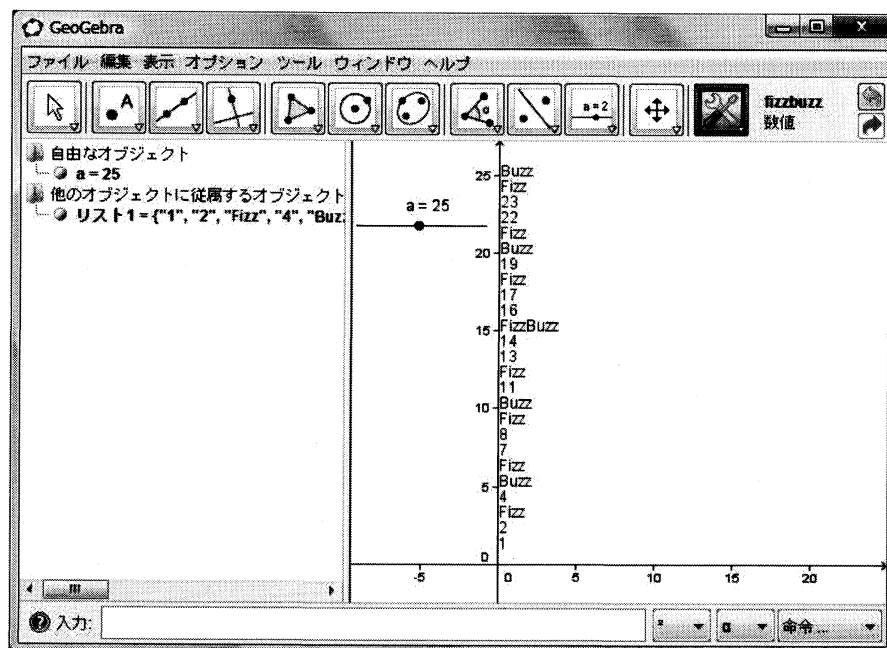 GeoGebra
ファイル 編集 表示 オプション ツール ウィンドウ ヘルプ
A
α
a = 2
fizzbuzz
数値
自由なオブジェクト
a = 25
他のオブジェクトに従属するオブジェクト
リスト1 = {"1", "2", "Fizz", "4", "Buz
a = 25
25
20
15
10
5
0
Buzz
Fizz
23
22
Fizz
Buzz
19
Fizz
17
16
FizzBuzz
14
13
Fizz
11
Buzz
Fizz
8
7
Fizz
Buzz
4
Fizz
2
1
-5 0 5 10 15 20
入力:
² α 命令 ...